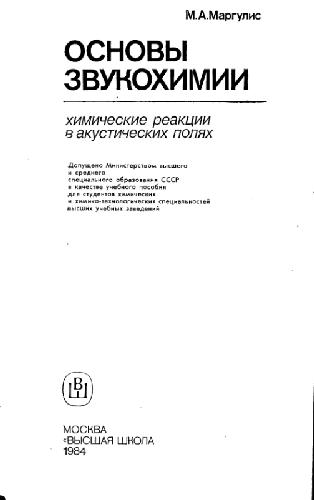 М.А.Маргулис
ОСНОВЫ
ЗВУКОХИМИИ
химические реакции
в акустических полях
Допущено Министерством высшего
и среднего
специального образования СССР
в качестве учебного пособия
для студентов химических
и химико-технологических специальностей
высших учебных заведений
ВШ
МОСКВА
«ВЫСШАЯ ШКОЛА
1984